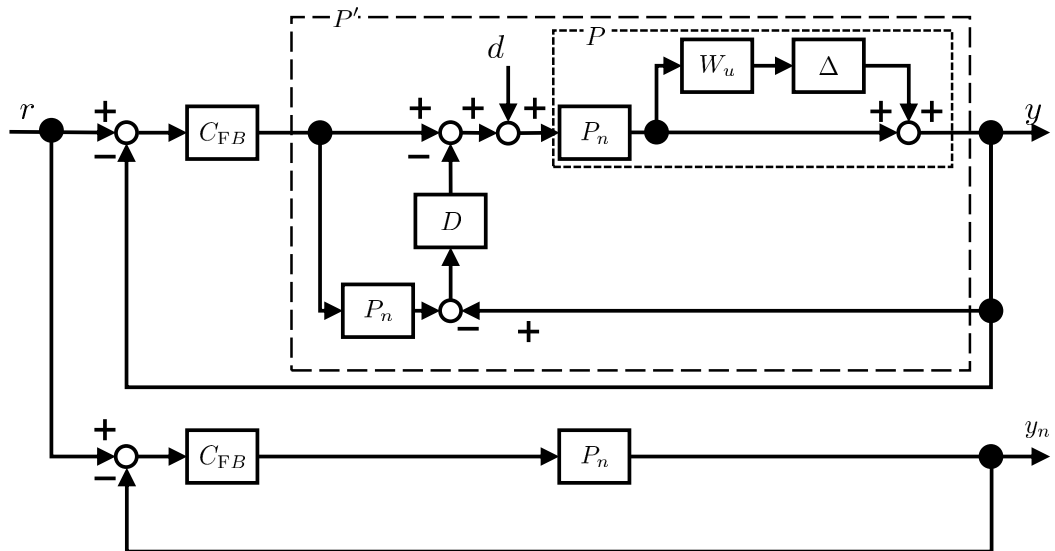 P′
P
d
W_u
Δ
r
+
+
+
+
+
+
y
C_FB
P_n
−
−
D
P_n
−
+
+
y_n
C_FB
P_n
−